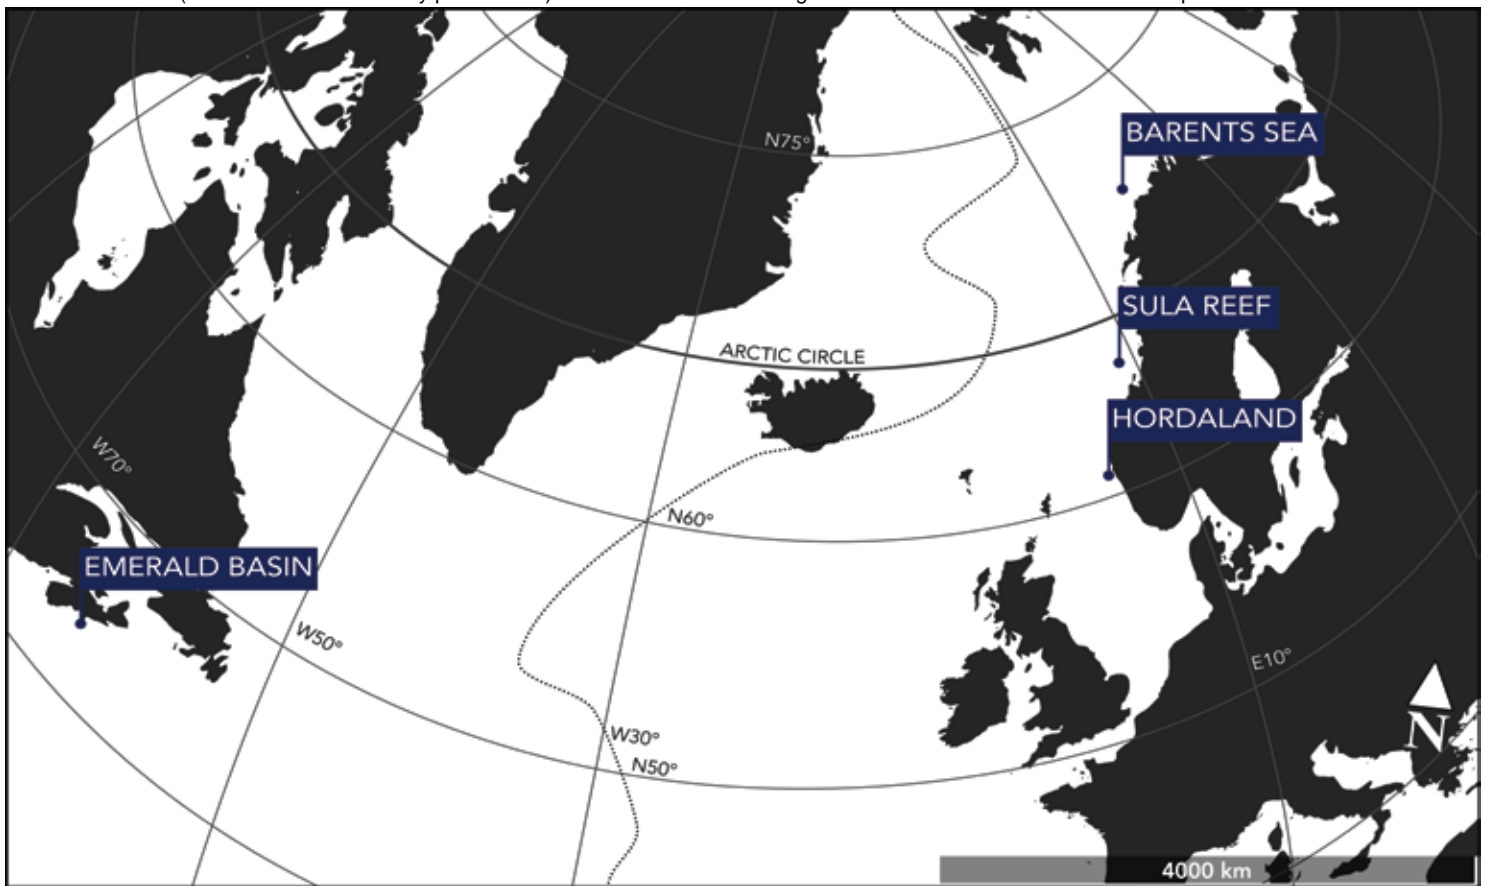 N75°
BARENTS SEA
SULA REEF
ARCTIC CIRCLE
HORDALAND
W70°
N60°
EMERALD BASIN
W50°
E10°
W30°
N50°
N
4000 km